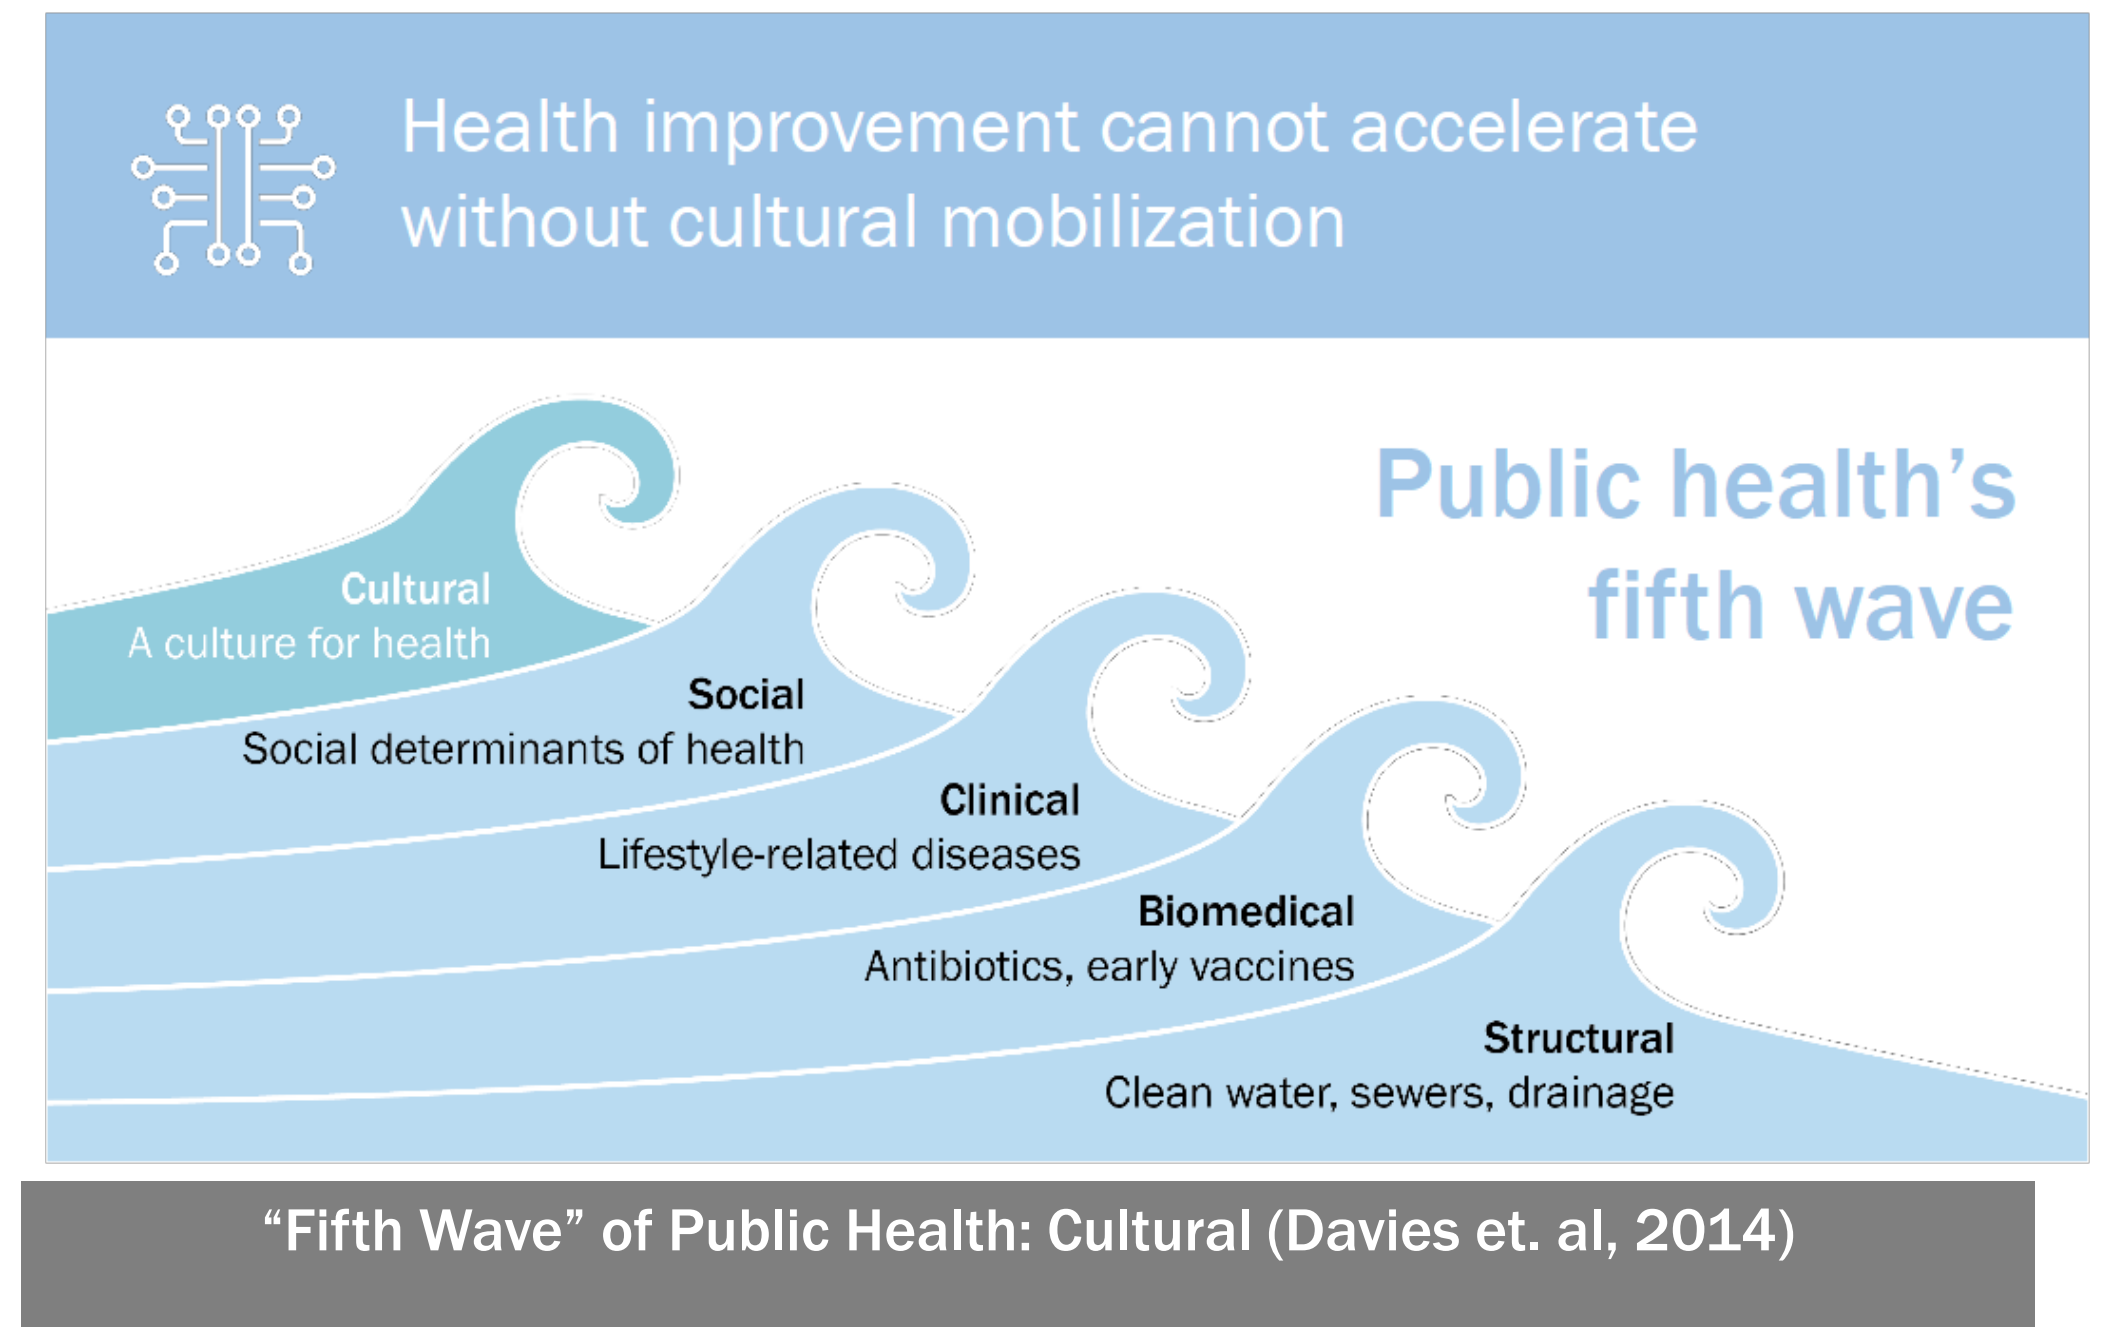 Health improvement cannot accelerate
without cultural mobilization
Public health’s
fifth wave
Cultural
A culture for health
Social
Social determinants of health
Clinical
Lifestyle-related diseases
Biomedical
Antibiotics, early vaccines
Structural
Clean water, sewers, drainage
“Fifth Wave” of Public Health: Cultural (Davies et. al, 2014)